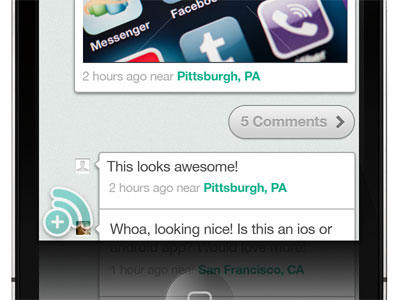 Messenger
Facebook
2 hours ago near Pittsburgh, PA
5 Comments
This looks awesome!
2 hours ago near Pittsburgh, PA
Whoa, looking nice! Is this an ios or
android app? Would love more
1 hour ago near San Francisco, CA